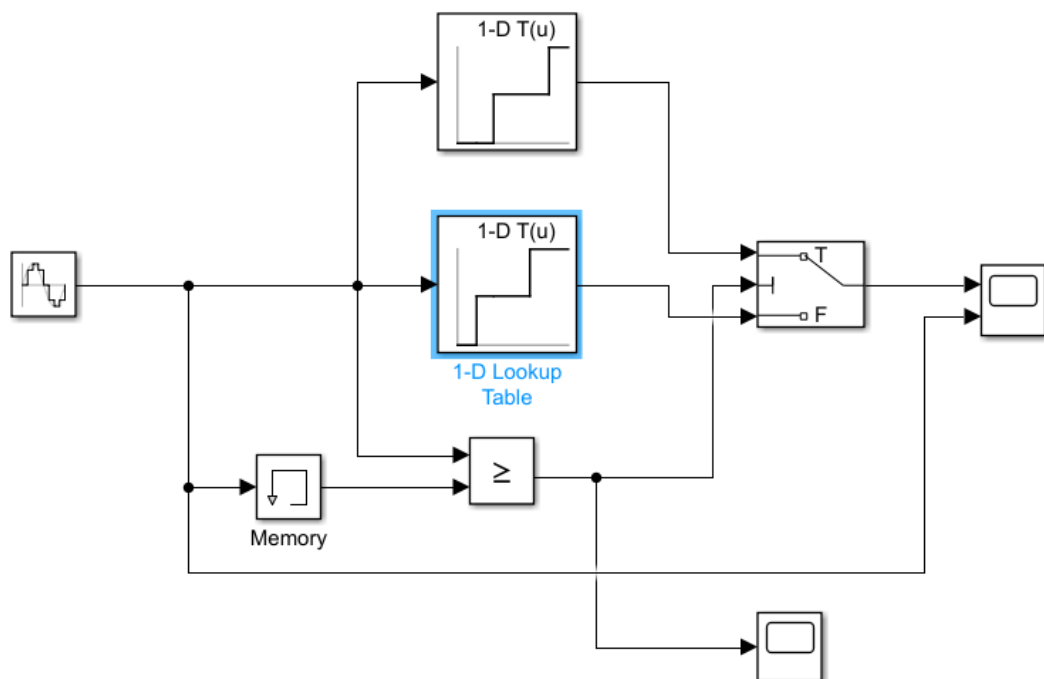 1-D T(u)
1-D T(u)
T
F
1-D Lookup
Table
≥
Memory